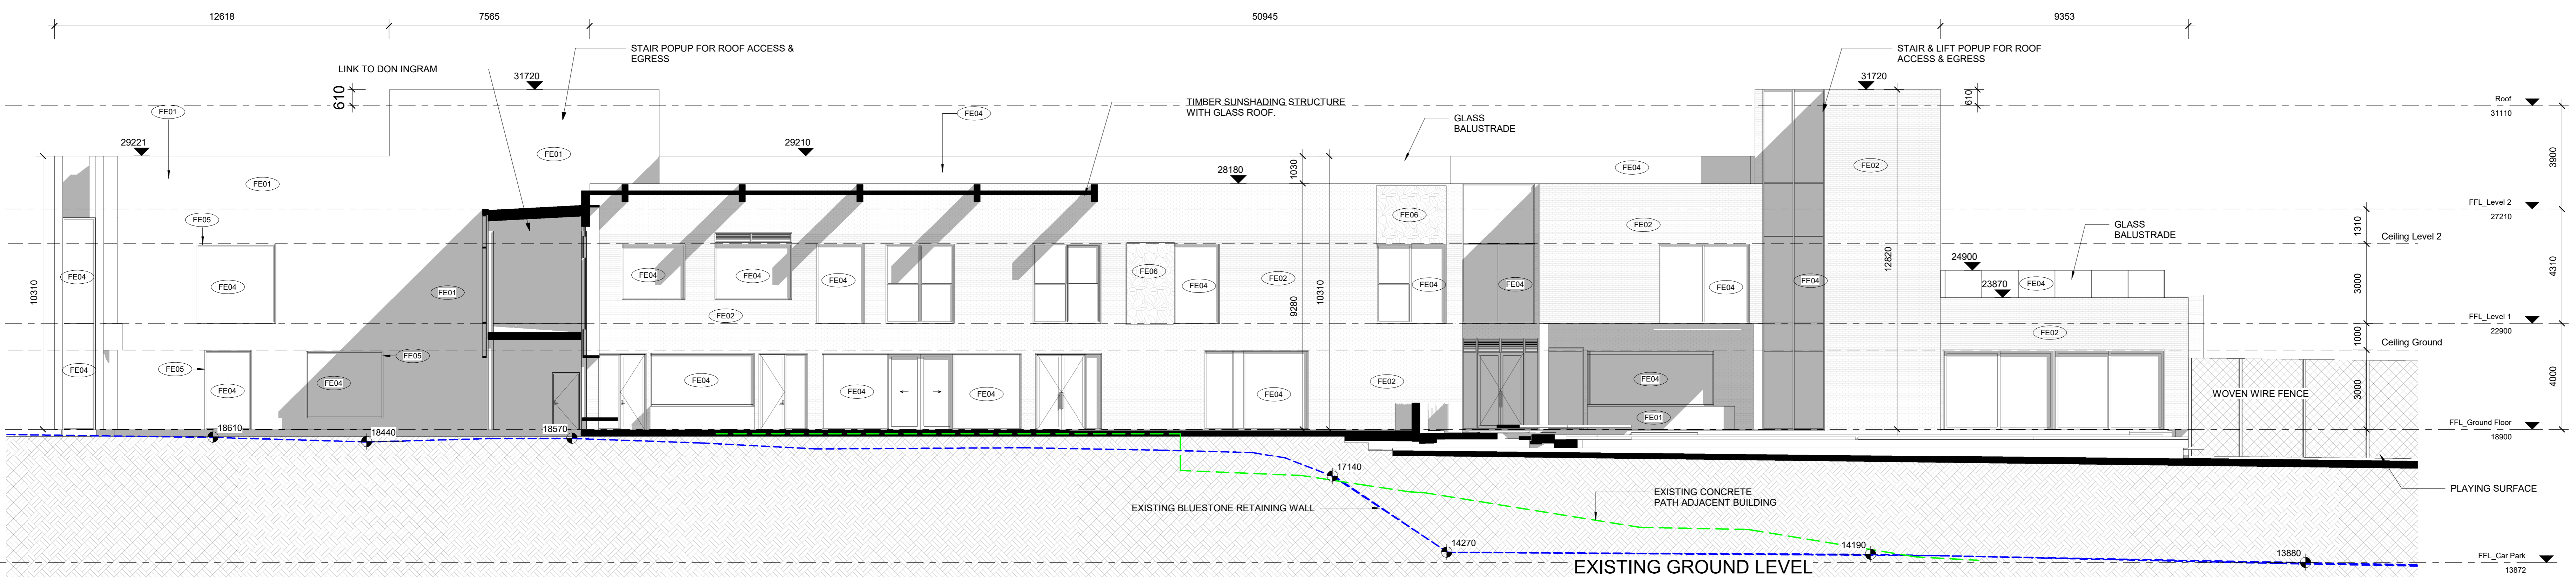 12618
7565
50945
9353
STAIR POPUP FOR ROOF ACCESS &
EGRESS
STAIR & LIFT POPUP FOR ROOF
ACCESS & EGRESS
LINK TO DON INGRAM
31720
31720
610
610
TIMBER SUNSHADING STRUCTURE
WITH GLASS ROOF.
Roof
31110
FE01
FE04
GLASS
BALUSTRADE
29221
29210
FE01
FE01
28180
1030
FE04
FE02
3900
FE05
FE06
FE02
FFL_Level 2
27210
1310
GLASS
BALUSTRADE
Ceiling Level 2
FE04
FE04
FE01
FE04
FE04
FE04
FE06
FE04
FE02
FE04
FE04
FE04
FE04
24900
23870
FE04
12820
10310
10310
9280
3000
4310
FE02
FE02
FFL_Level 1
22900
1000
Ceiling Ground
FE04
FE05
FE05
FE04
FE04
FE04
FE04
FE04
FE04
FE02
FE04
FE01
WOVEN WIRE FENCE
3000
4000
18610
18440
18570
FFL_Ground Floor
18900
17140
EXISTING BLUESTONE RETAINING WALL
EXISTING CONCRETE
PATH ADJACENT BUILDING
PLAYING SURFACE
14270
14190
13880
EXISTING GROUND LEVEL
FFL_Car Park
13872